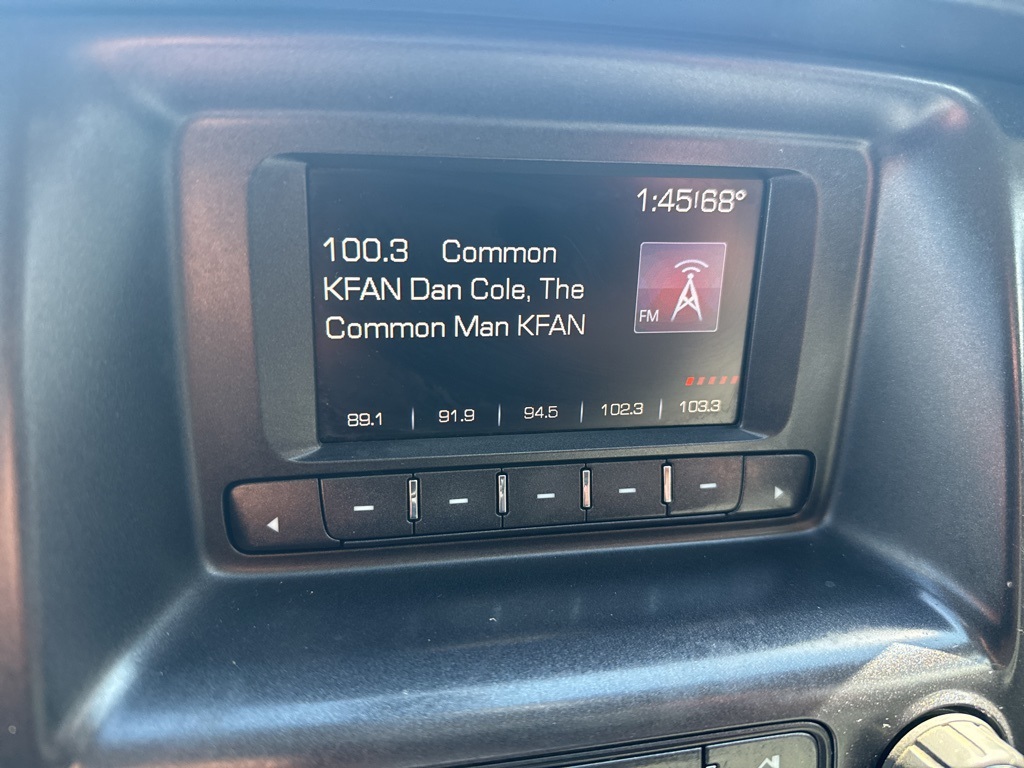 1:45 68°
100.3 Common
KFAN Dan Cole, The
Common Man KFAN
FM
89.1 | 91.9 | 94.5 | 102.3 | 103.3